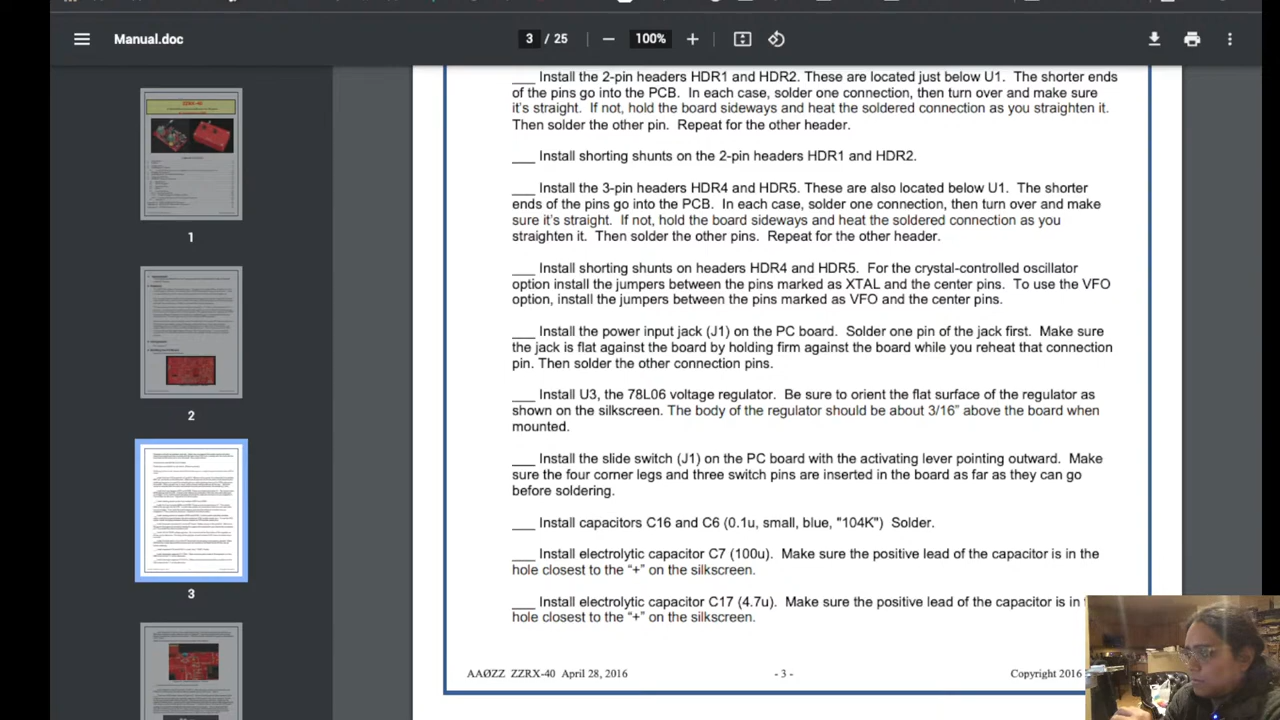 Manual.doc
3 / 25
100%
1
2
3
___ Install the 2-pin headers HDR1 and HDR2. These are located just below U1. The shorter ends
of the pins go into the PCB. In each case, solder one connection, then turn over and make sure
it's straight. If not, hold the board sideways and heat the soldered connection as you straighten it.
Then solder the other pin. Repeat for the other header.
___ Install shorting shunts on the 2-pin headers HDR1 and HDR2.
___ Install the 3-pin headers HDR4 and HDR5. These are also located below U1. The shorter
ends of the pins go into the PCB. In each case, solder one connection, then turn over and make
sure it's straight. If not, hold the board sideways and heat the soldered connection as you
straighten it. Then solder the other pins. Repeat for the other header.
___ Install shorting shunts on headers HDR4 and HDR5. For the crystal-controlled oscillator
option install the jumpers between the pins marked as XTAL and the center pins. To use the VFO
option, install the jumpers between the pins marked as VFO and the center pins.
___ Install the power input jack (J1) on the PC board. Solder one pin of the jack first. Make sure
the jack is flat against the board by holding firm against the board while you reheat that connection
pin. Then solder the other connection pins.
___ Install U3, the 78L06 voltage regulator. Be sure to orient the flat surface of the regulator as
shown on the silkscreen. The body of the regulator should be about 3/16” above the board when
mounted.
___ Install the slide switch (J1) on the PC board with the activating lever pointing outward. Make
sure the four corner legs and three switch pins are inserted in the board as far as they can go
before soldering.
___ Install capacitors C16 and C6 (0.1u, small, blue, "104K") Solder.
___ Install electrolytic capacitor C7 (100u). Make sure the positive lead of the capacitor is in the
hole closest to the “+” on the silkscreen.
___ Install electrolytic capacitor C17 (4.7u). Make sure the positive lead of the capacitor is in
hole closest to the “+” on the silkscreen.
AAØZZ ZZRX-40 April 28, 2016 - 3 - Copyright 2016